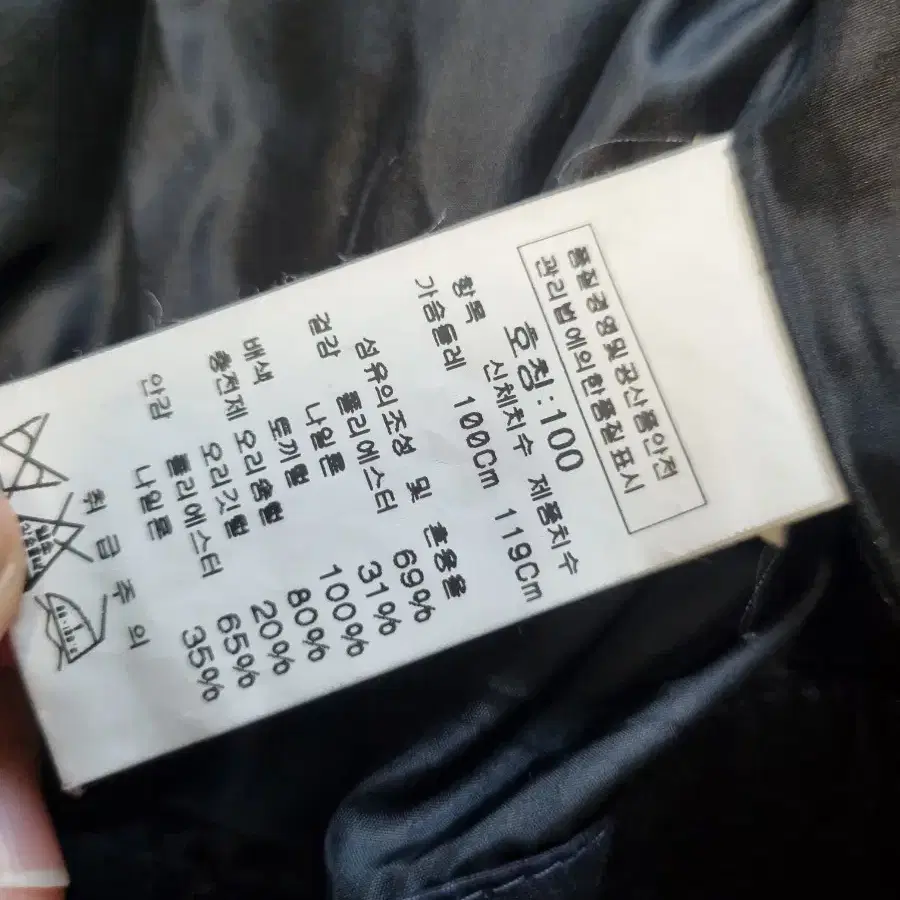 품질경영및공산품안전
관리법에의한품질표시
호칭:100
항목 신체치수 제품치수
가슴둘레 100Cm 119Cm
섬유의조성 및 혼용율
겉감 폴리에스터 69%
나일론 31%
배색 토끼털 100%
충전재 오리솜털 80%
오리깃털 20%
안감 폴리에스터 65%
나일론 35%
취 급 주 의